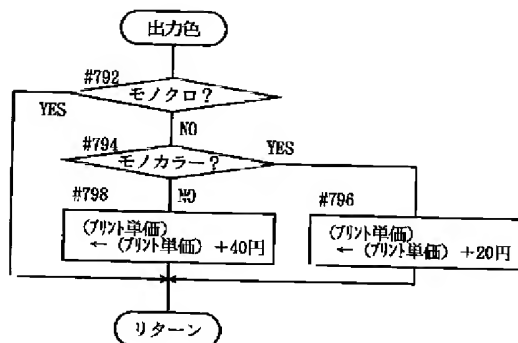 出力色
#792
モノクロ?
YES
NO
#794
モノカラー?
YES
#798
NO
#796
(プリント単価)
← (プリント単価) +40円
(プリント単価)
← (プリント単価) +20円
リターン